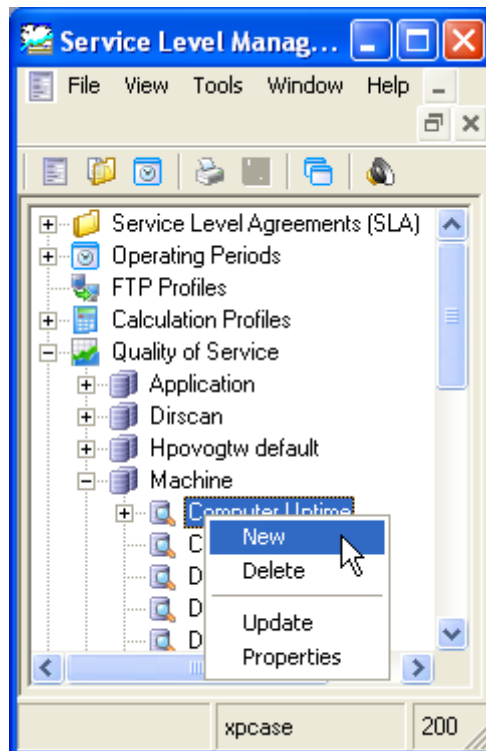 Service Level Manag...
File View Tools Window Help
Service Level Agreements (SLA)
Operating Periods
FTP Profiles
Calculation Profiles
Quality of Service
Application
Dirscan
Hpovogtw default
Machine
Computer Uptime
C
D
D
D
New
Delete
Update
Properties
xpcase
200